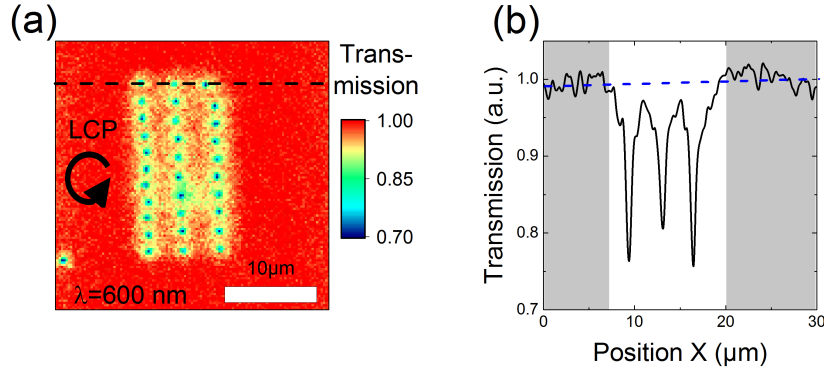 (a)
Trans-
mission
LCP
1.00
0.85
0.70
10μm
λ=600 nm
(b)
Transmission (a.u.)
1.0
0.9
0.8
0.7
0
10
20
30
Position X (μm)